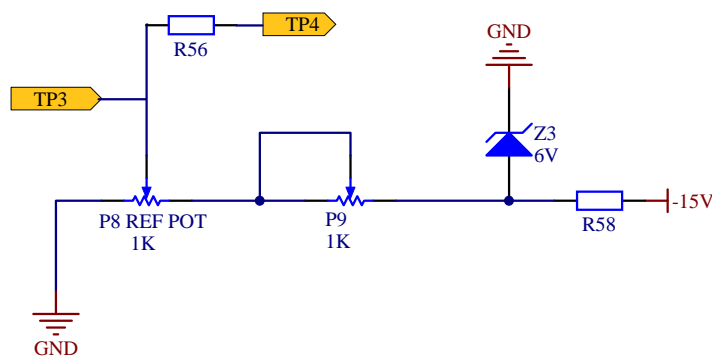 TP4
R56
GND
TP3
Z3
6V
P8 REF POT
1K
P9
1K
R58
-15V
GND